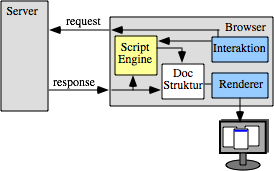 Server
request
Browser
Script
Engine
Interaktion
response
Doc
Struktur
Renderer